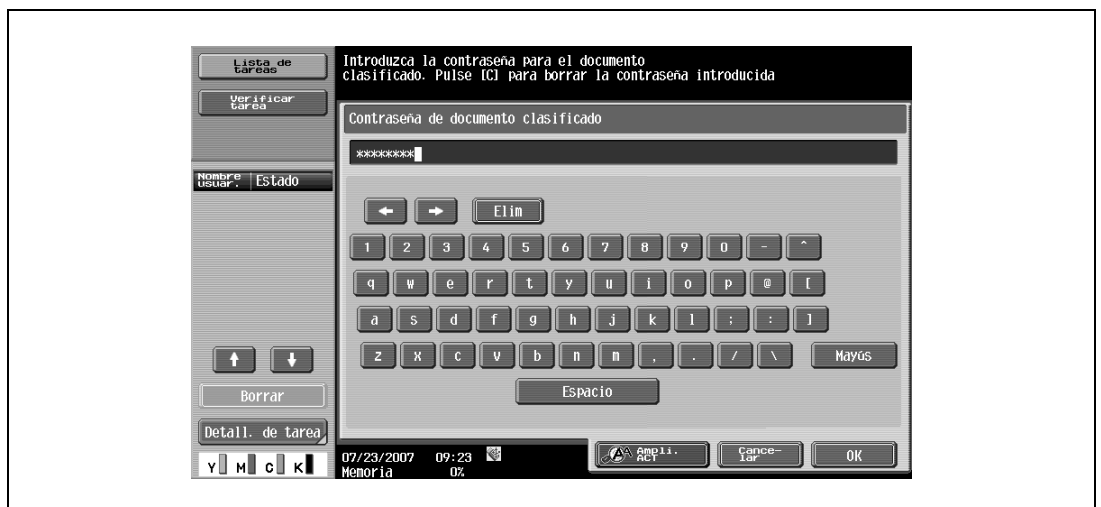 Lista de
tareas
Verificar
tarea
Nombre
usuar.
Estado
Borrar
Detall. de tarea
Y M C K
Introduzca la contraseña para el documento
clasificado. Pulse [C] para borrar la contraseña introducida
Contraseña de documento clasificado
********
Elim
1 2 3 4 5 6 7 8 9 0 - ^
q w e r t y u i o p @ [
a s d f g h j k l ; : ]
z x c v b n m , . / \ Mayús
Espacio
07/23/2007 09:23
Memoria 0%
Ampli.
ACT
Cance-
lar
OK